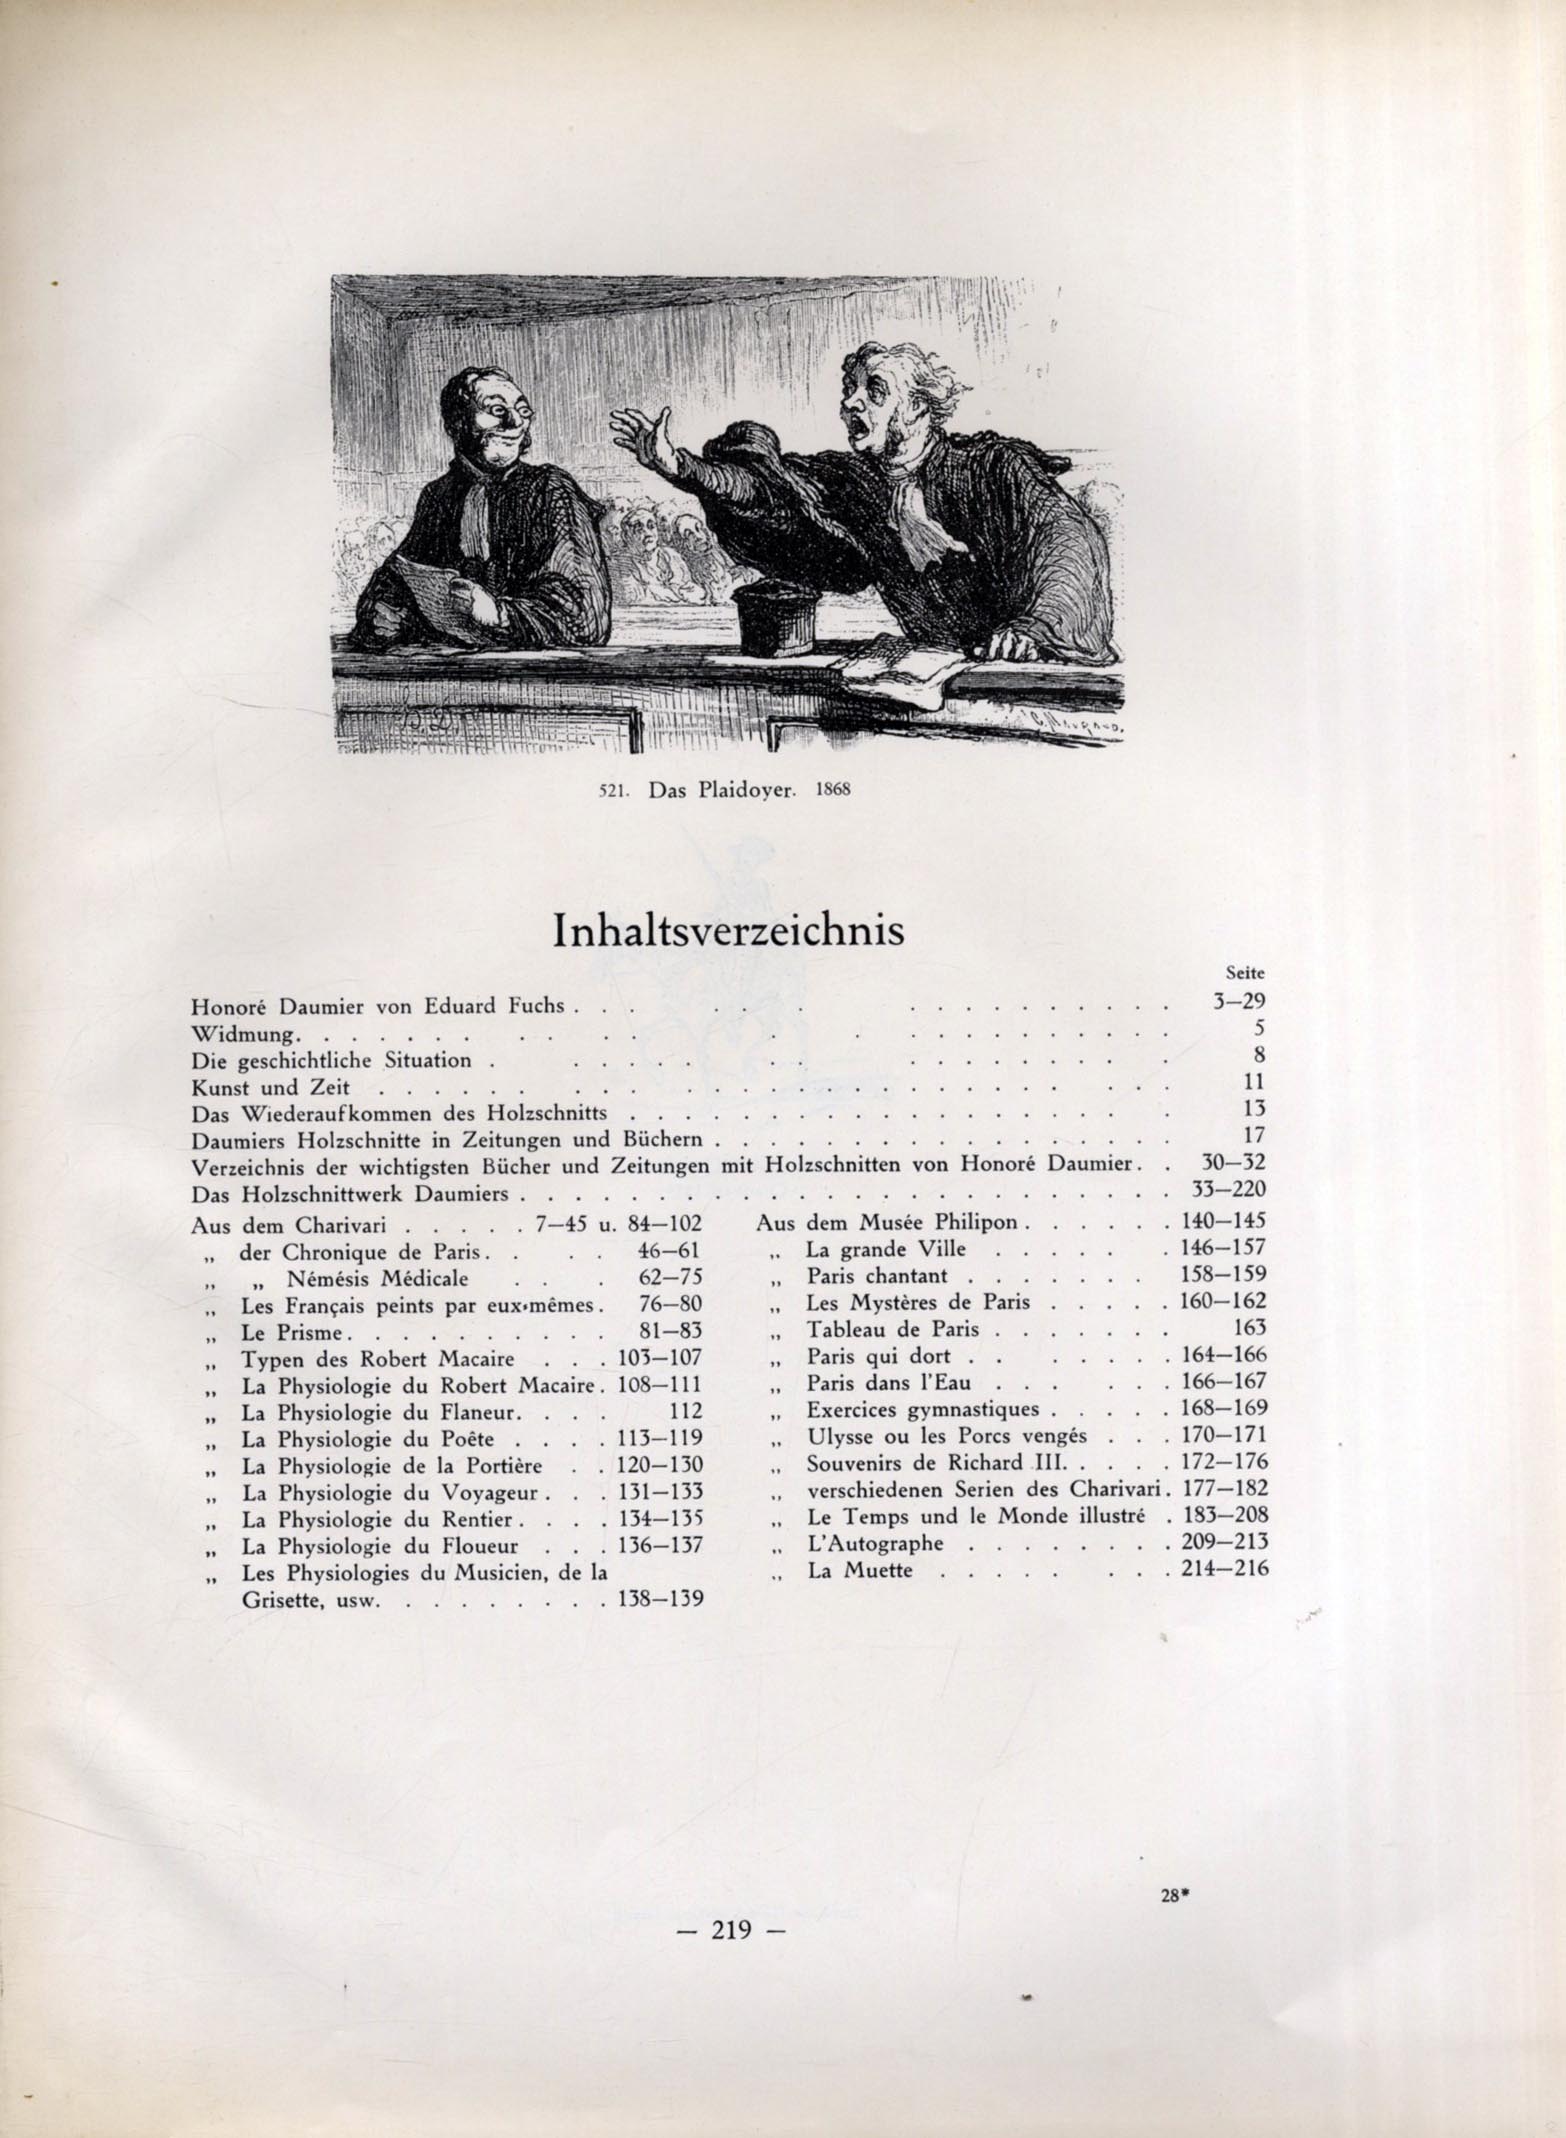 H. D.
C. Maurand.
521. Das Plaidoyer. 1868
Inhaltsverzeichnis
Seite
Honoré Daumier von Eduard Fuchs . . . . . . . . . . . . . . . . 3—29
Widmung. . . . . . . . . . . . . . . . . . . . . . 5
Die geschichtliche Situation . . . . . . . . . . . . . . . . . . 8
Kunst und Zeit . . . . . . . . . . . . . . . . . . . . . . 11
Das Wiederaufkommen des Holzschnitts . . . . . . . . . . . . . . . . . . . 13
Daumiers Holzschnitte in Zeitungen und Büchern . . . . . . . . . . . . . . . . . 17
Verzeichnis der wichtigsten Bücher und Zeitungen mit Holzschnitten von Honoré Daumier. . 30—32
Das Holzschnittwerk Daumiers . . . . . . . . . . . . . . . . . . . . . . . . 33—220
Aus dem Charivari . . . . . 7—45 u. 84—102
„ der Chronique de Paris. . . . 46—61
„ „ Némésis Médicale . . . 62—75
„ Les Français peints par eux-mêmes. 76—80
„ Le Prisme. . . . . . . . . . 81—83
„ Typen des Robert Macaire . . . 103—107
„ La Physiologie du Robert Macaire. 108—111
„ La Physiologie du Flaneur. . . . 112
„ La Physiologie du Poête . . . . 113—119
„ La Physiologie de la Portière . . 120—130
„ La Physiologie du Voyageur . . . 131—133
„ La Physiologie du Rentier . . . . 134—135
„ La Physiologie du Floueur . . . 136—137
„ Les Physiologies du Musicien, de la
Grisette, usw. . . . . . . . . 138—139
Aus dem Musée Philipon . . . . . . 140—145
„ La grande Ville . . . . . . 146—157
„ Paris chantant . . . . . . . 158—159
„ Les Mystères de Paris . . . . . 160—162
„ Tableau de Paris . . . . . . . 163
„ Paris qui dort . . . . . . . 164—166
„ Paris dans l'Eau . . . . . . 166—167
„ Exercices gymnastiques . . . . . 168—169
„ Ulysse ou les Porcs vengés . . . 170—171
„ Souvenirs de Richard III. . . . . 172—176
„ verschiedenen Serien des Charivari. 177—182
„ Le Temps und le Monde illustré . 183—208
„ L'Autographe . . . . . . . . 209—213
„ La Muette . . . . . . . . 214—216
28*
— 219 —